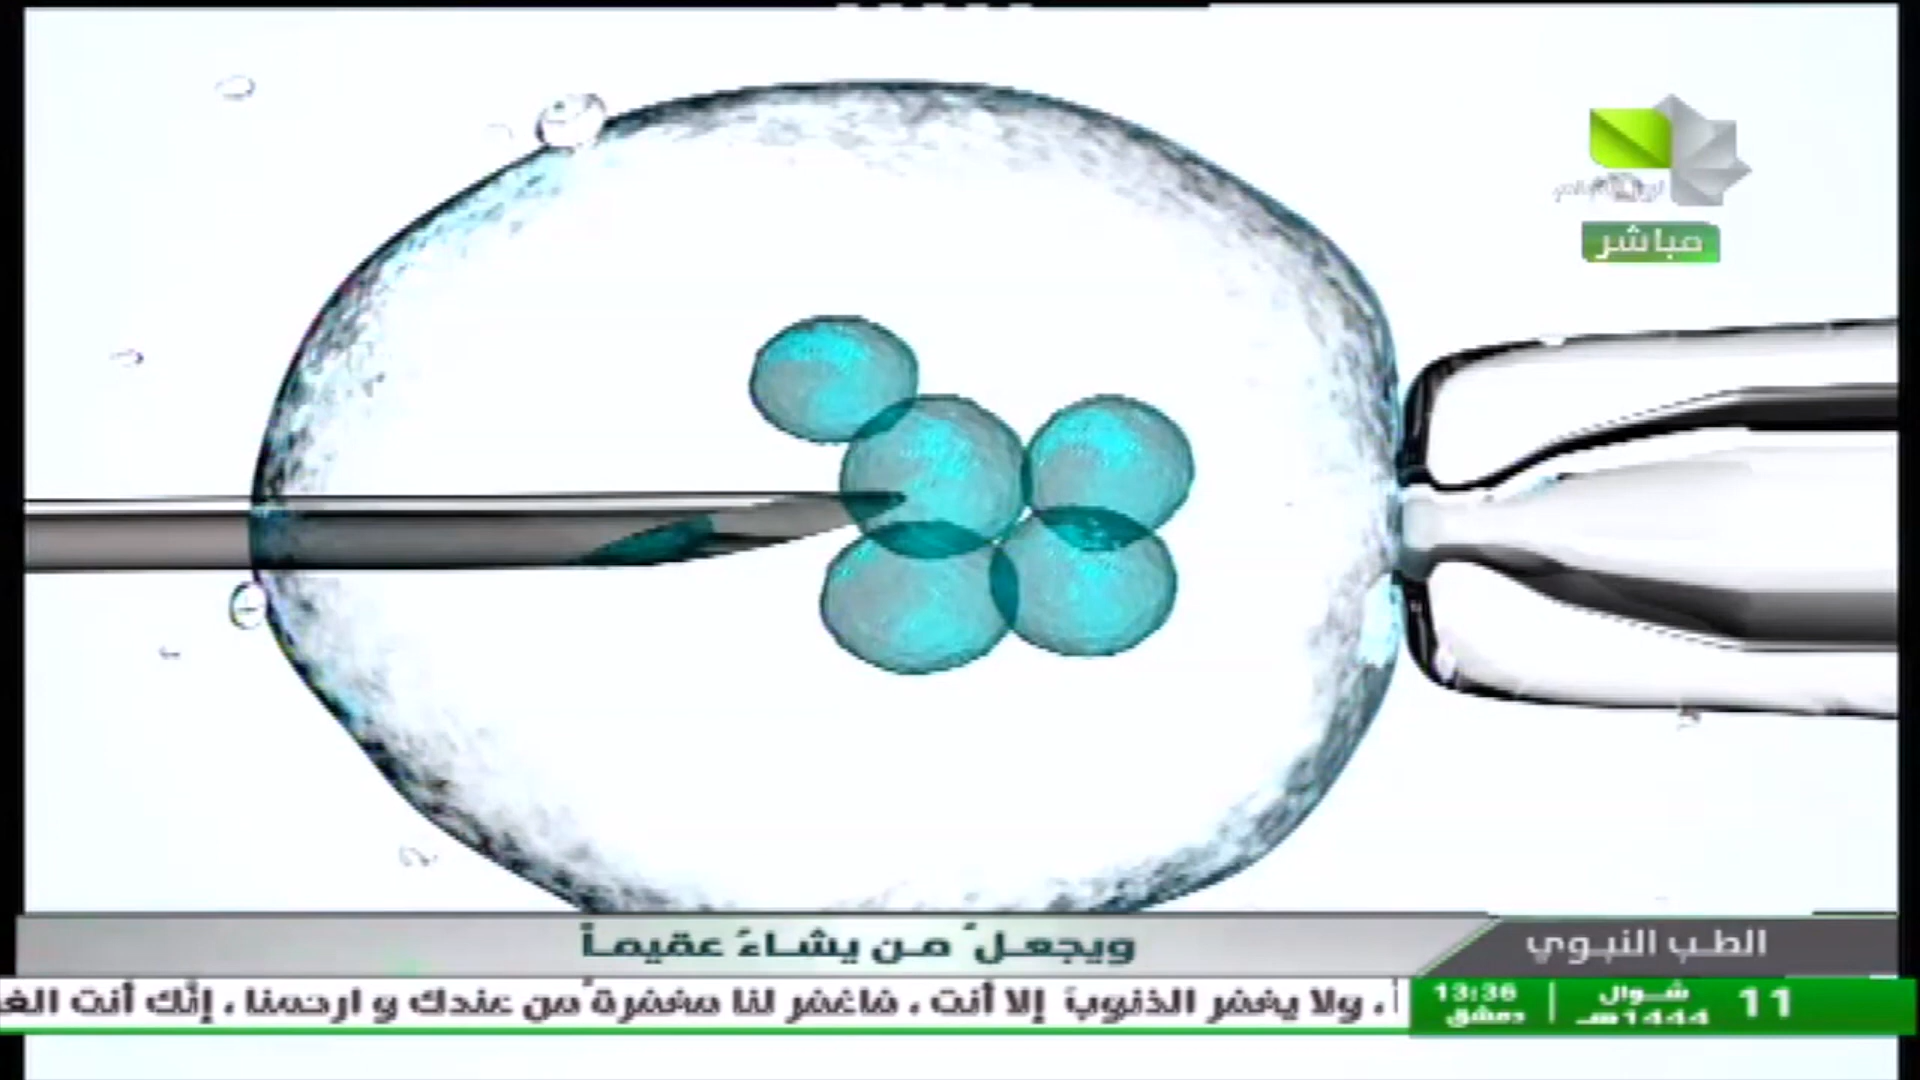 مباشر
الطب النبوي
ويجعلُ من يشاءُ عقيماً
، ولا يغفر الذنوبَ إلا أنت ، فاغفر لنا مغفرةً من عندك و ارحمنا ، إنّك أنت الغ
11
شوال
1444هـ
13:36
دمشق